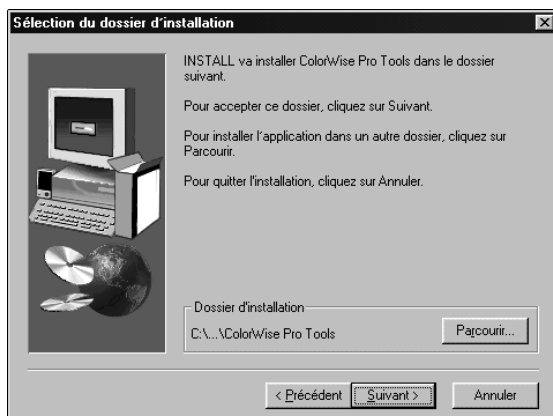 Sélection du dossier d'installation
INSTALL va installer ColorWise Pro Tools dans le dossier
suivant.
Pour accepter ce dossier, cliquez sur Suivant.
Pour installer l'application dans un autre dossier, cliquez sur
Parcourir.
Pour quitter l'installation, cliquez sur Annuler.
Dossier d'installation
C:\...\ColorWise Pro Tools
Parcourir...
< Précédent
Suivant >
Annuler